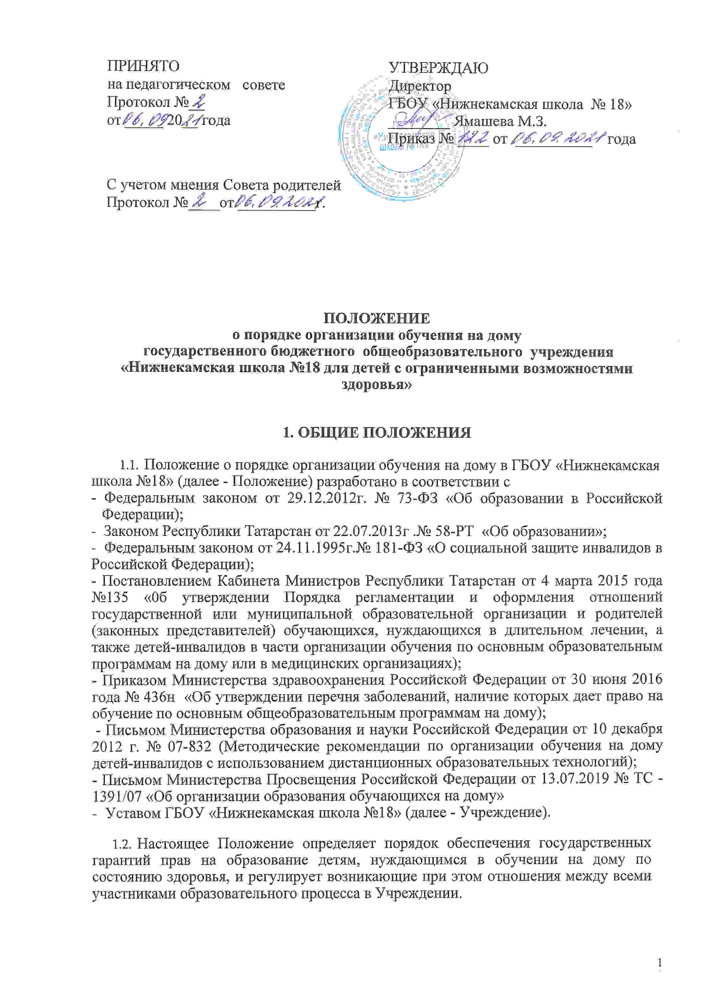 ПРИНЯТО
на педагогическом совете
Протокол № 2
от 06.09 2021 года
УТВЕРЖДАЮ
Директор
ГБОУ «Нижнекамская школа № 18»
Ямашева М.З.
Приказ № 122 от 06.09.2021 года
С учетом мнения Совета родителей
Протокол № 2 от 06.09.2021г.
ПОЛОЖЕНИЕ
о порядке организации обучения на дому
государственного бюджетного общеобразовательного учреждения
«Нижнекамская школа №18 для детей с ограниченными возможностями
здоровья»
1. ОБЩИЕ ПОЛОЖЕНИЯ
1.1. Положение о порядке организации обучения на дому в ГБОУ «Нижнекамская
школа №18» (далее - Положение) разработано в соответствии с
- Федеральным законом от 29.12.2012г. № 73-ФЗ «Об образовании в Российской
Федерации);
- Законом Республики Татарстан от 22.07.2013г .№ 58-РТ «Об образовании»;
- Федеральным законом от 24.11.1995г.№ 181-ФЗ «О социальной защите инвалидов в
Российской Федерации);
- Постановлением Кабинета Министров Республики Татарстан от 4 марта 2015 года
№135 «0б утверждении Порядка регламентации и оформления отношений
государственной или муниципальной образовательной организации и родителей
(законных представителей) обучающихся, нуждающихся в длительном лечении, а
также детей-инвалидов в части организации обучения по основным образовательным
программам на дому или в медицинских организациях);
- Приказом Министерства здравоохранения Российской Федерации от 30 июня 2016
года № 436н «Об утверждении перечня заболеваний, наличие которых дает право на
обучение по основным общеобразовательным программам на дому);
- Письмом Министерства образования и науки Российской Федерации от 10 декабря
2012 г. № 07-832 (Методические рекомендации по организации обучения на дому
детей-инвалидов с использованием дистанционных образовательных технологий);
- Письмом Министерства Просвещения Российской Федерации от 13.07.2019 № ТС -
1391/07 «Об организации образования обучающихся на дому»
- Уставом ГБОУ «Нижнекамская школа №18» (далее - Учреждение).
1.2. Настоящее Положение определяет порядок обеспечения государственных
гарантий прав на образование детям, нуждающимся в обучении на дому по
состоянию здоровья, и регулирует возникающие при этом отношения между всеми
участниками образовательного процесса в Учреждении.
1